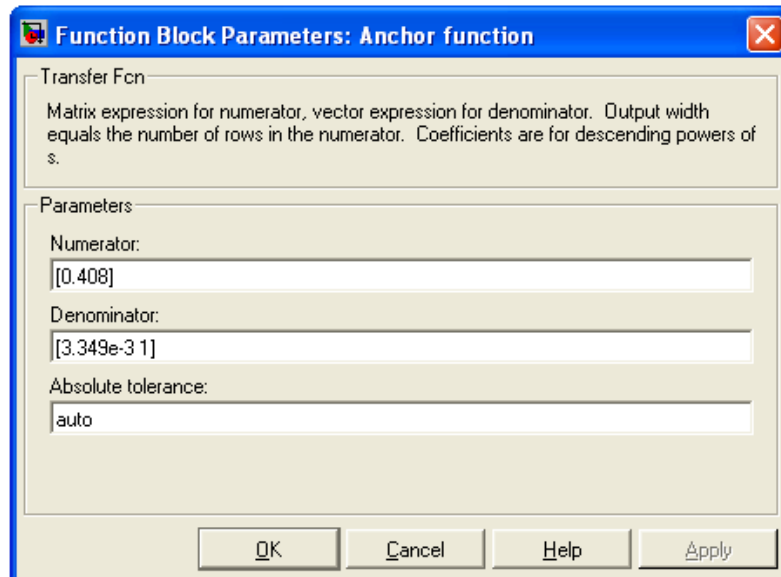 Function Block Parameters: Anchor function
Transfer Fcn
Matrix expression for numerator, vector expression for denominator. Output width
equals the number of rows in the numerator. Coefficients are for descending powers of
s.
Parameters
Numerator:
[0.408]
Denominator:
[3.349e-3 1]
Absolute tolerance:
auto
OK Cancel Help Apply